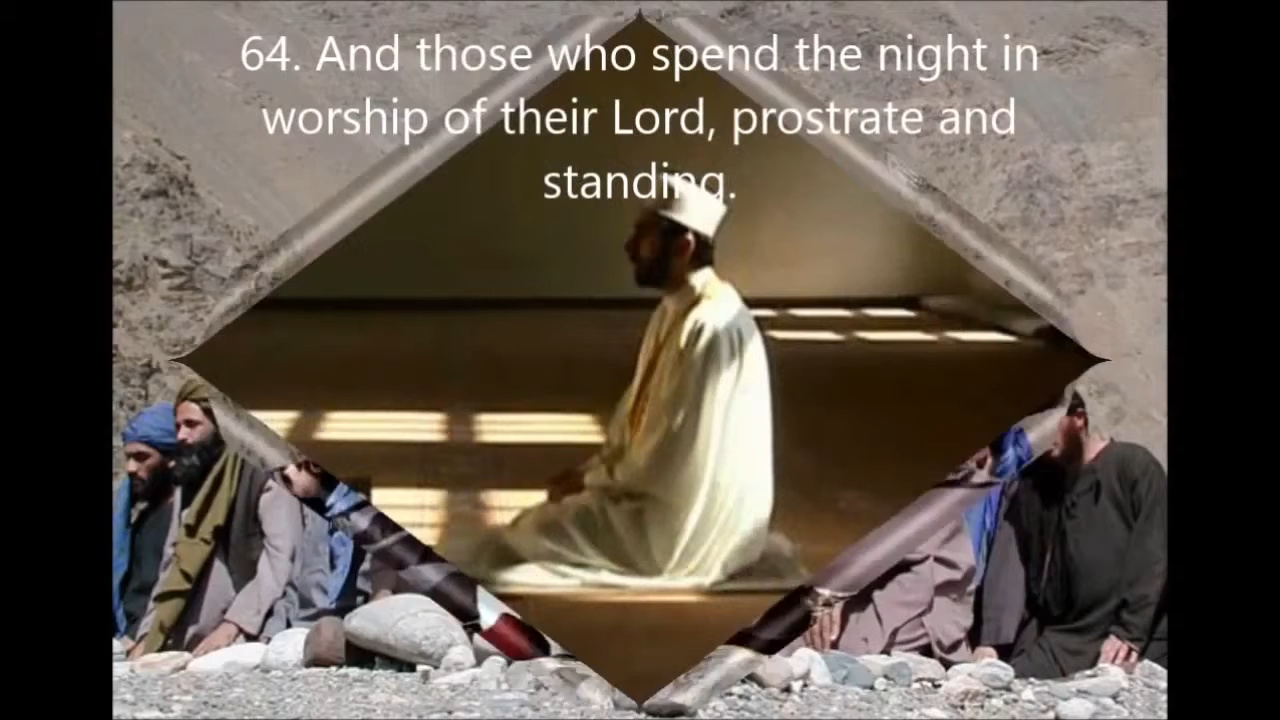 64. And those who spend the night in
worship of their Lord, prostrate and
standing.